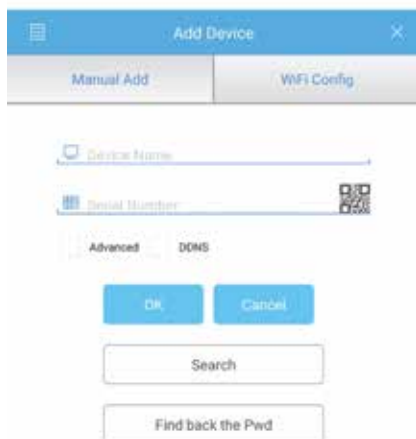 Add Device
Manual Add WiFi Config
Device Name
Serial Number
Advanced DDNS
OK Cancel
Search
Find back the Pwd